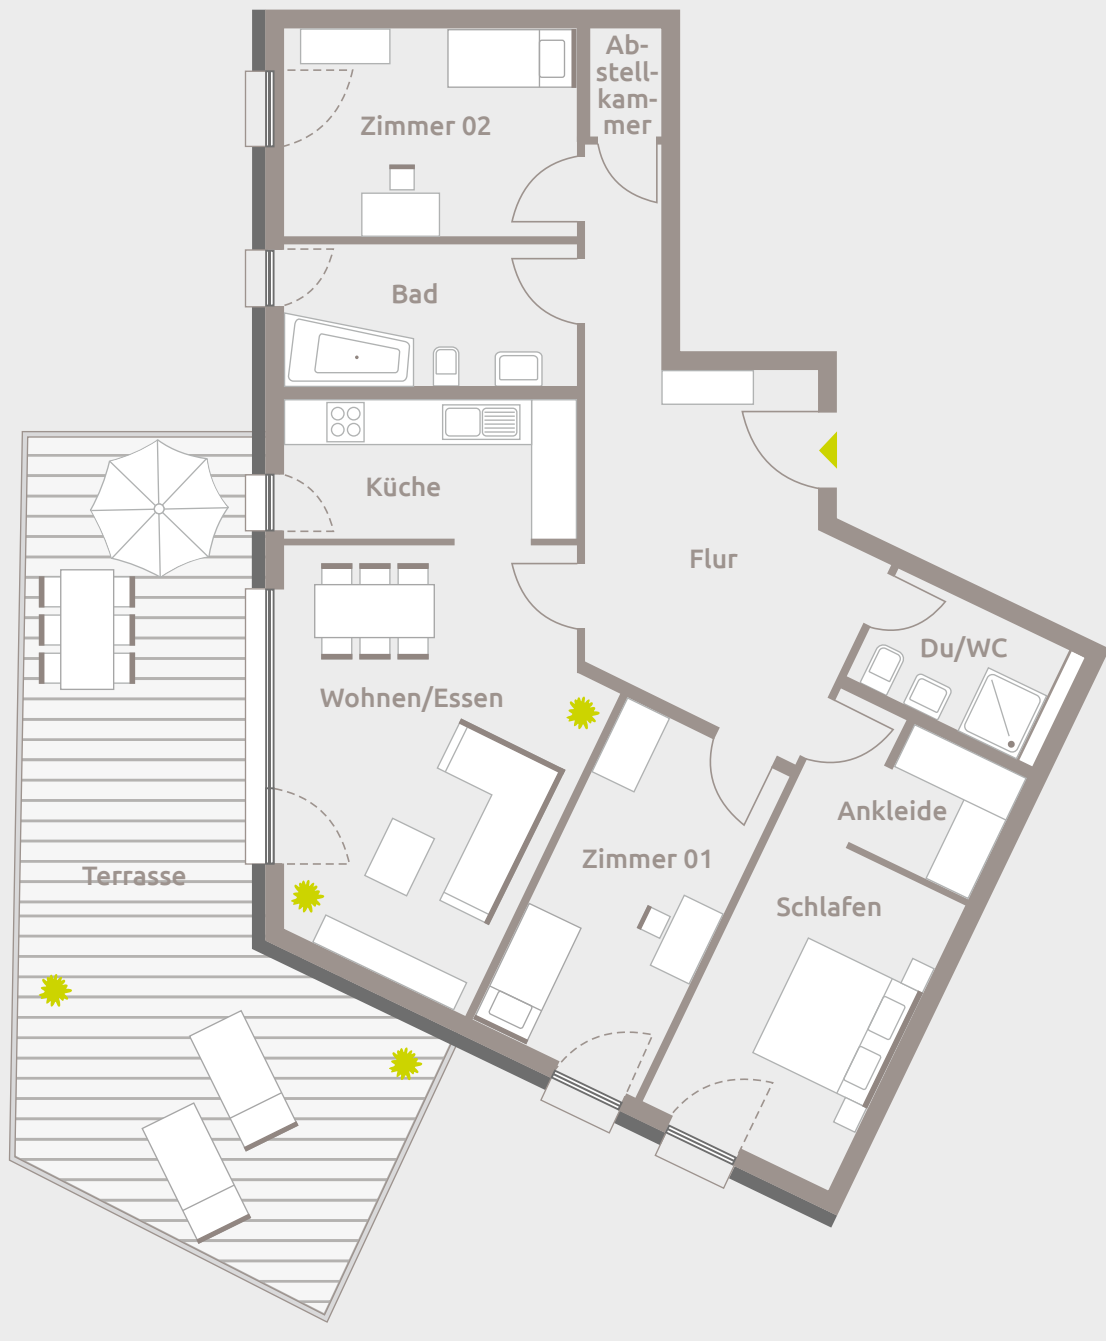 Ab-
stell-
kam-
mer
Zimmer 02
Bad
Küche
Flur
Du/WC
Wohnen/Essen
Ankleide
Zimmer 01
Terrasse
Schlafen